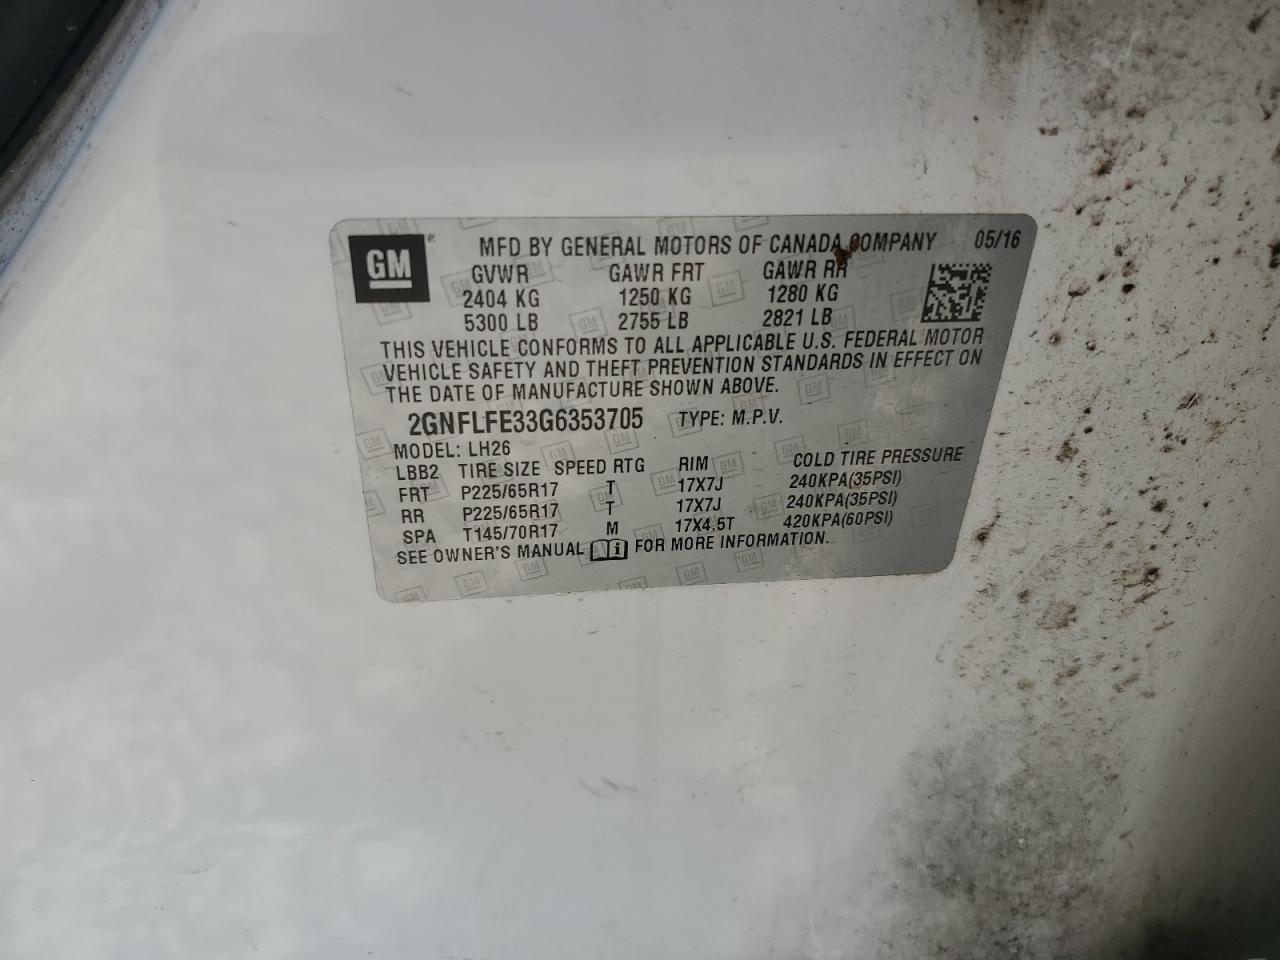 GM
MFD BY GENERAL MOTORS OF CANADA COMPANY 05/16
GVWR GAWR FRT GAWR RR
2404 KG 1250 KG 1280 KG
5300 LB 2755 LB 2821 LB
THIS VEHICLE CONFORMS TO ALL APPLICABLE U.S. FEDERAL MOTOR
VEHICLE SAFETY AND THEFT PREVENTION STANDARDS IN EFFECT ON
THE DATE OF MANUFACTURE SHOWN ABOVE.
2GNFLFE33G6353705 TYPE: M.P.V.
MODEL: LH26
LBB2 TIRE SIZE SPEED RTG RIM COLD TIRE PRESSURE
FRT P225/65R17 T 17X7J 240KPA(35PSI)
RR P225/65R17 T 17X7J 240KPA(35PSI)
SPA T145/70R17 M 17X4.5T 420KPA(60PSI)
SEE OWNER'S MANUAL FOR MORE INFORMATION.